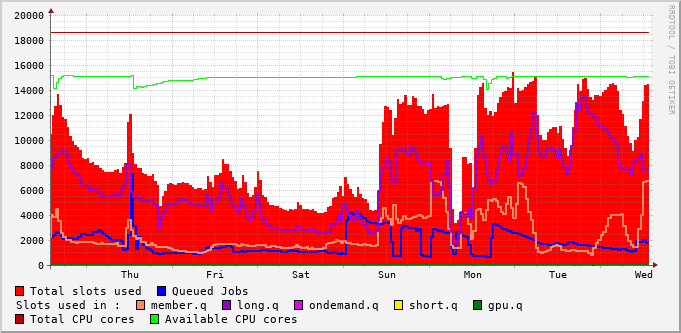 20000
18000
16000
14000
12000
10000
8000
6000
4000
2000
0
Thu Fri Sat Sun Mon Tue Wed
RRDTOOL / TOBI OETIKER
Total slots used Queued Jobs
Slots used in : member.q long.q ondemand.q short.q gpu.q
Total CPU cores Available CPU cores